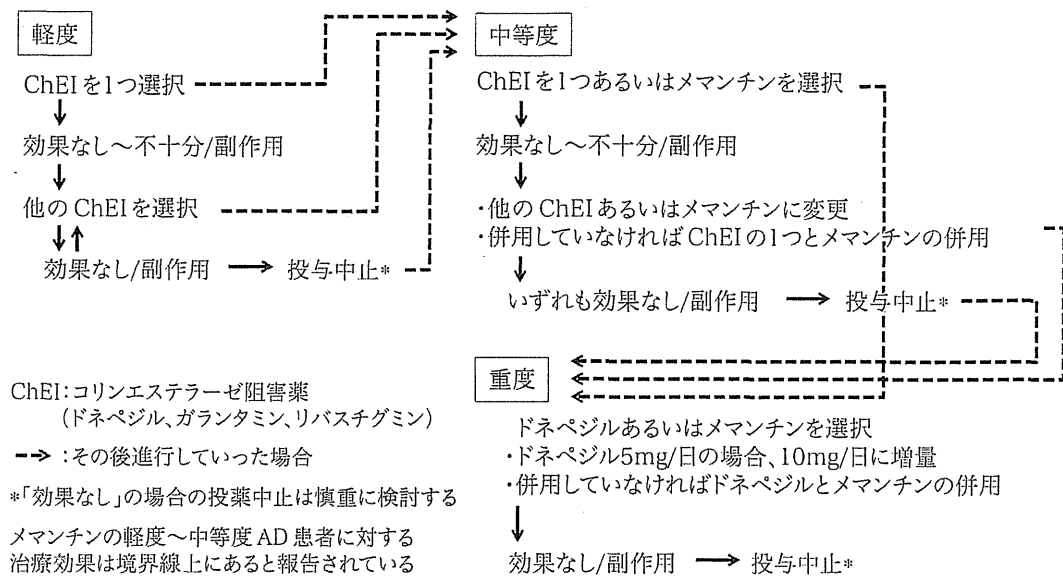 軽度
ChEIを1つ選択
効果なし～不十分/副作用
他のChEIを選択
効果なし/副作用
投与中止*
中等度
ChEIを1つあるいはメマンチンを選択
効果なし～不十分/副作用
・他のChEIあるいはメマンチンに変更
・併用していなければChEIの1つとメマンチンの併用
いずれも効果なし/副作用
投与中止*
重度
ドネペジルあるいはメマンチンを選択
・ドネペジル5mg/日の場合、10mg/日に増量
・併用していなければドネペジルとメマンチンの併用
効果なし/副作用
投与中止*
ChEI：コリンエステラーゼ阻害薬
（ドネペジル、ガランタミン、リバスチグミン）
：その後進行していった場合
*「効果なし」の場合の投薬中止は慎重に検討する
メマンチンの軽度～中等度AD患者に対する
治療効果は境界線上にあると報告されている